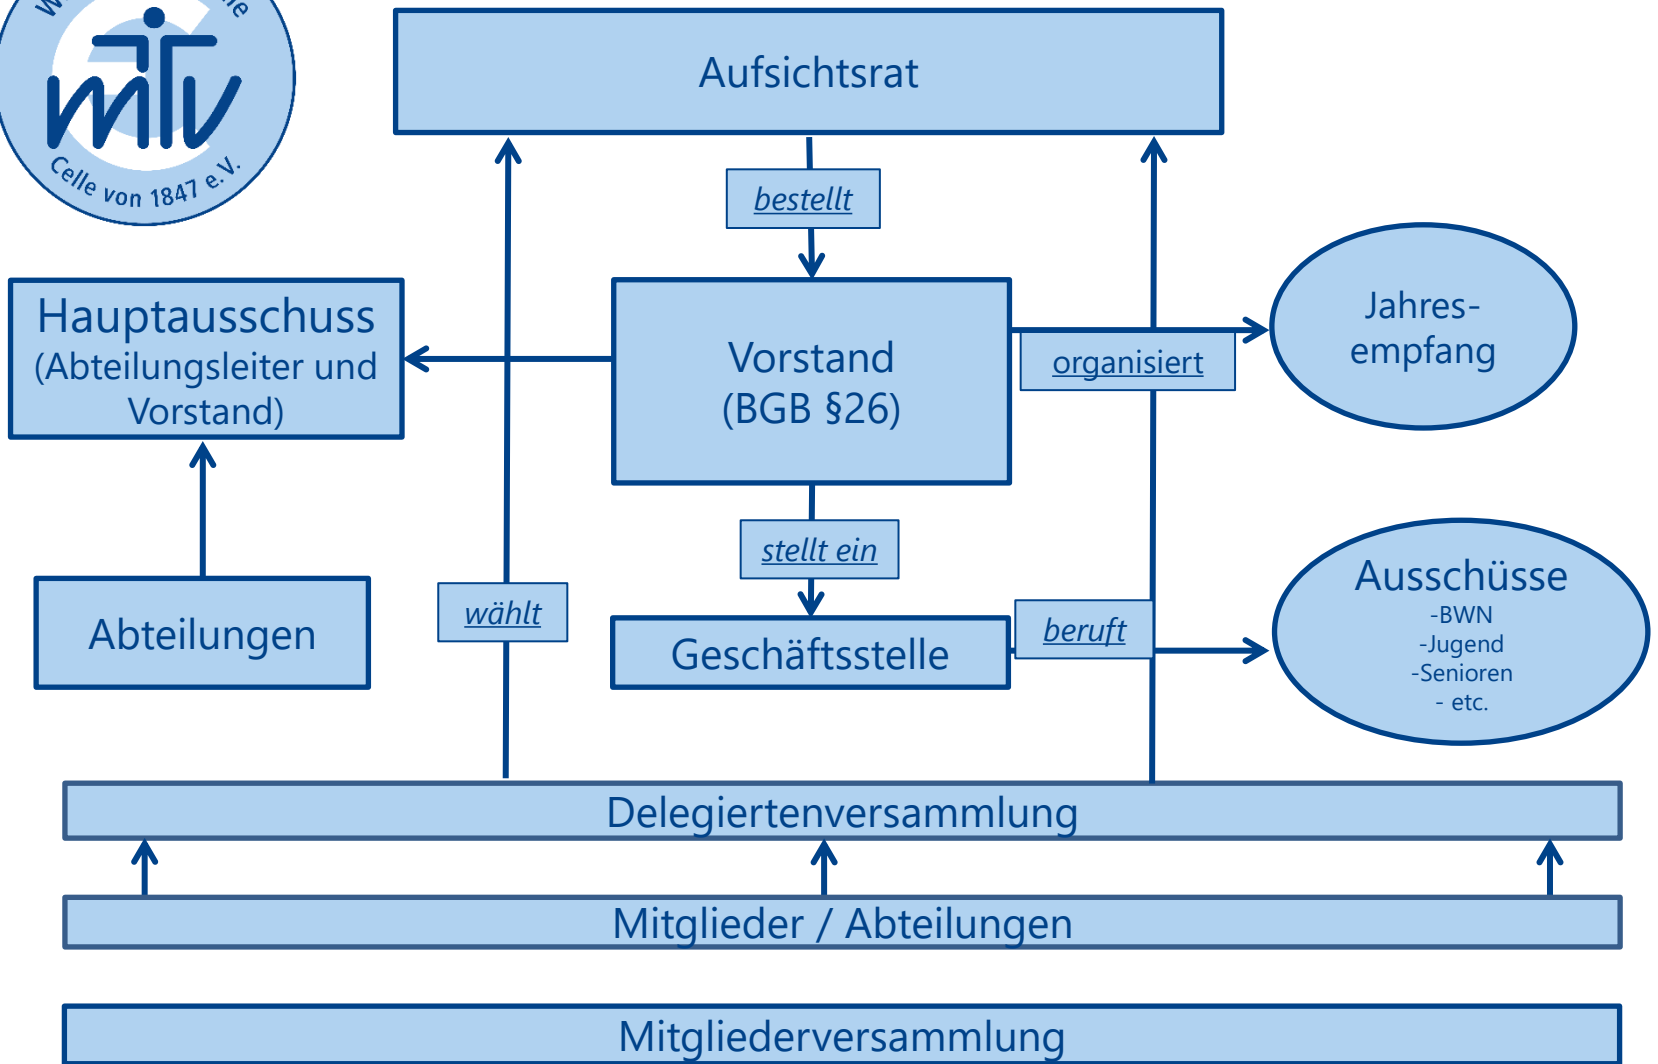 Aufsichtsrat
mTv
Celle von 1847 e.V.
bestellt
Hauptausschuss
(Abteilungsleiter und
Vorstand)
Vorstand
(BGB §26)
organisiert
Jahres-
empfang
stellt ein
Abteilungen
wählt
Geschäftsstelle
beruft
Ausschüsse
-BWN
-Jugend
-Senioren
- etc.
Delegiertenversammlung
Mitglieder / Abteilungen
Mitgliederversammlung